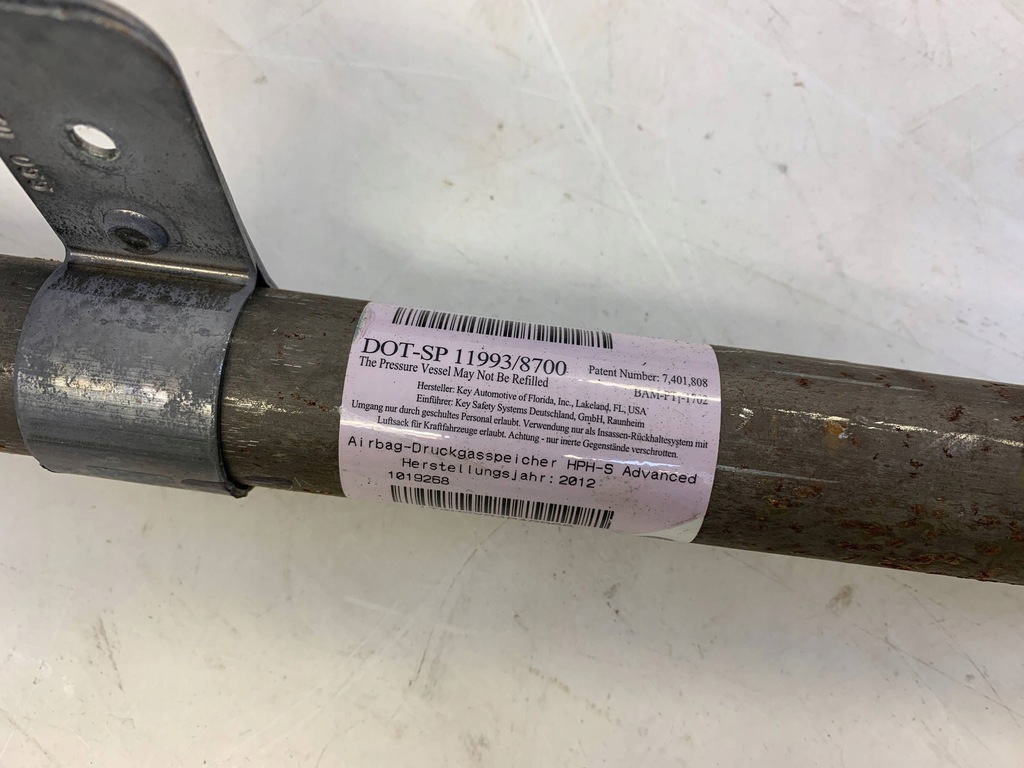 DOT-SP 11993/8700
The Pressure Vessel May Not Be Refilled
Patent Number: 7,401,808
BAM-PT1-1702
Hersteller: Key Automotive of Florida, Inc., Lakeland, FL, USA
Einführer: Key Safety Systems Deutschland, GmbH, Raunheim
Umgang nur durch geschultes Personal erlaubt. Verwendung nur als Insassen-Rückhaltesystem mit
Luftsack für Kraftfahrzeuge erlaubt. Achtung - nur inerte Gegenstände verschrotten.
Airbag-Druckgasspeicher HPH-S Advanced
Herstellungsjahr: 2012
1019268